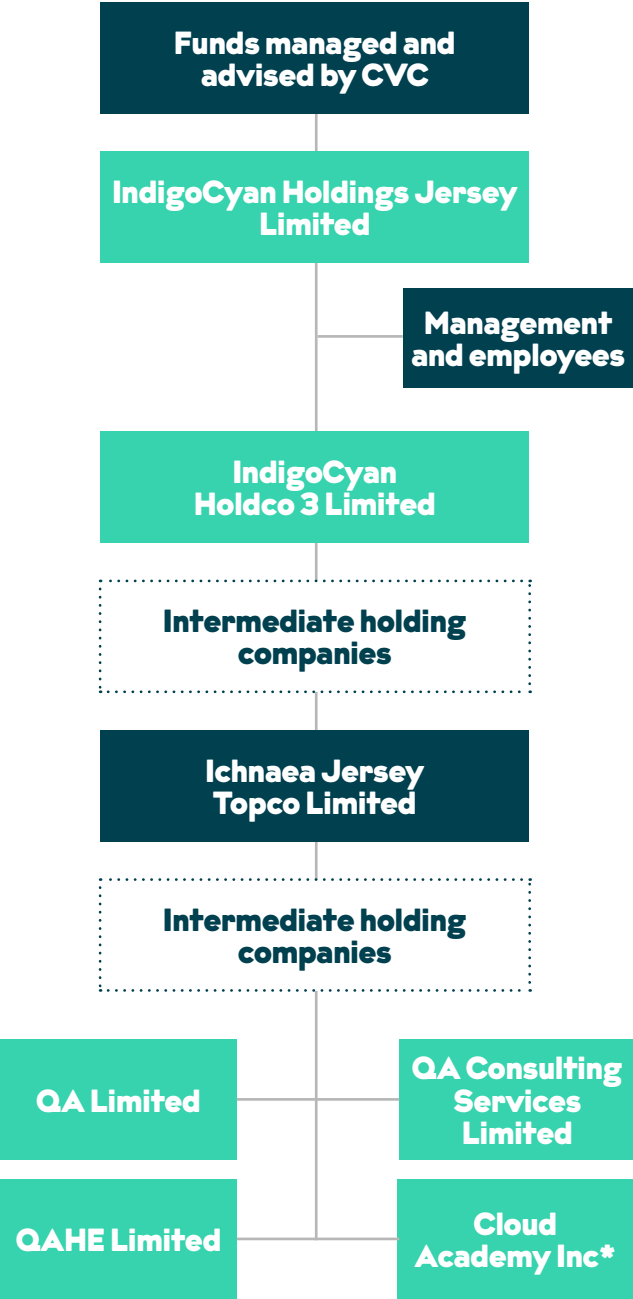 Funds managed and
advised by CVC
IndigoCyan Holdings Jersey
Limited
Management
and employees
IndigoCyan
Holdco 3 Limited
Intermediate holding
companies
Ichnaea Jersey
Topco Limited
Intermediate holding
companies
QA Limited
QA Consulting
Services
Limited
QAHE Limited
Cloud
Academy Inc*